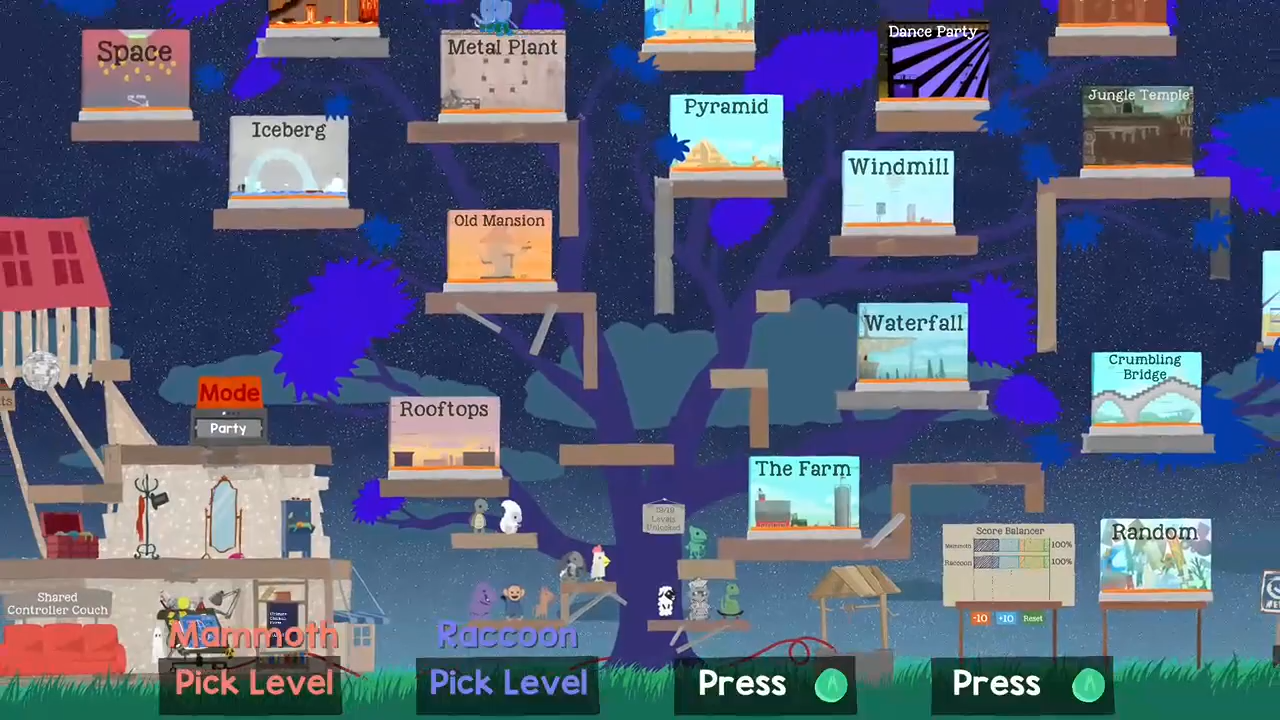 Space
Metal Plant
Dance Party
Iceberg
Pyramid
Jungle Temple
Windmill
Old Mansion
Waterfall
Crumbling
Bridge
Mode
Party
Rooftops
The Farm
Levels
Unlocked
Score Balancer
Mammoth
100%
Raccoon
100%
-10
+10
Reset
Random
Shared
Controller Couch
Mammoth
Pick Level
Raccoon
Pick Level
Press A
Press A